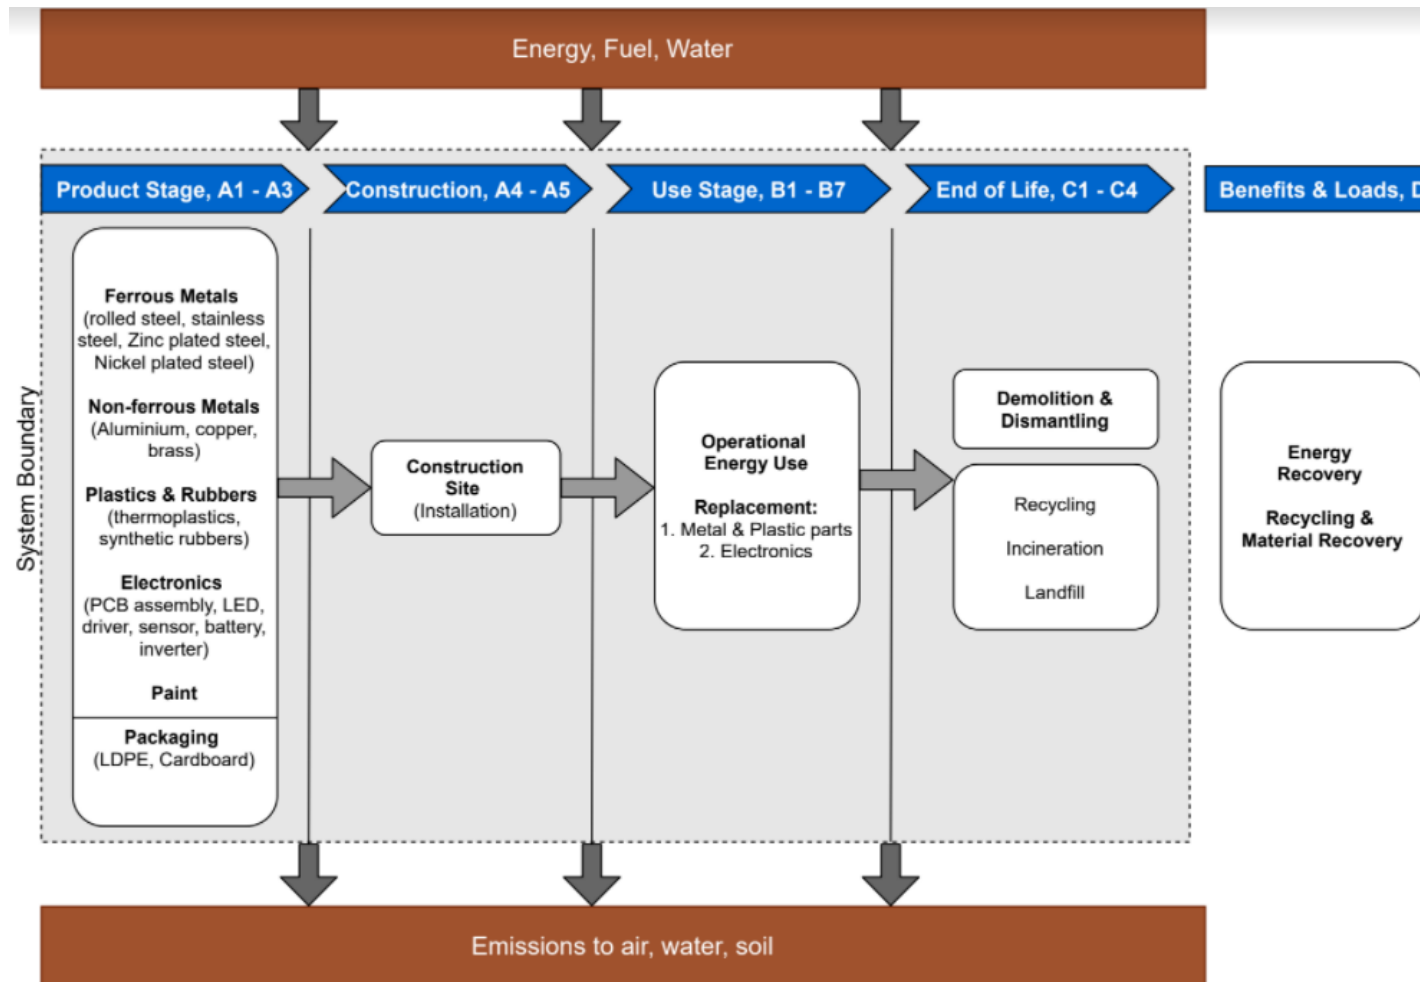 Energy, Fuel, Water
Product Stage, A1 - A3
Construction, A4 - A5
Use Stage, B1 - B7
End of Life, C1 - C4
Benefits & Loads, D
System Boundary
Ferrous Metals
(rolled steel, stainless
steel, Zinc plated steel,
Nickel plated steel)
Non-ferrous Metals
(Aluminium, copper,
brass)
Plastics & Rubbers
(thermoplastics,
synthetic rubbers)
Electronics
(PCB assembly, LED,
driver, sensor, battery,
inverter)
Paint
Packaging
(LDPE, Cardboard)
Construction
Site
(Installation)
Operational
Energy Use
Replacement:
1. Metal & Plastic parts
2. Electronics
Demolition &
Dismantling
Recycling
Incineration
Landfill
Energy
Recovery
Recycling &
Material Recovery
Emissions to air, water, soil